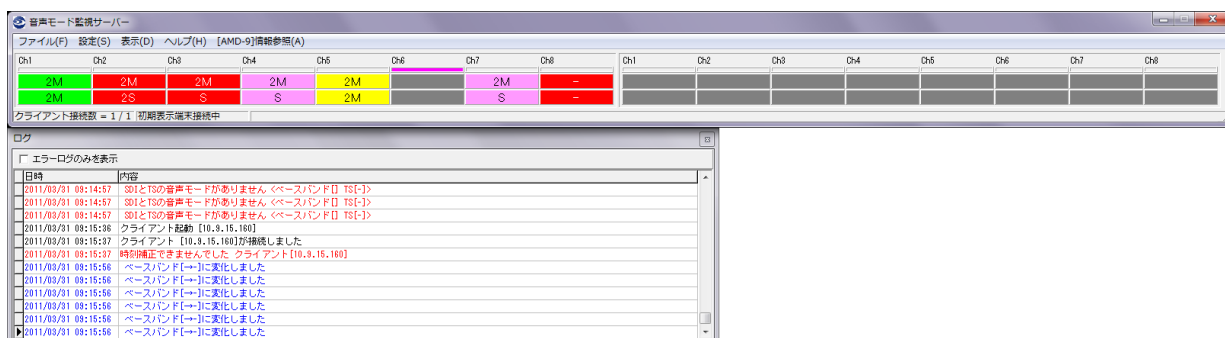 音声モード監視サーバー
ファイル(F) 設定(S) 表示(D) ヘルプ(H) [AMD-9]情報参照(A)
Ch1 Ch2 Ch3 Ch4 Ch5 Ch6 Ch7 Ch8 Ch1 Ch2 Ch3 Ch4 Ch5 Ch6 Ch7 Ch8
2M 2M 2M 2M 2M 2M -
2M 2S S S 2M S -
クライアント接続数 = 1 / 1 初期表示端末接続中
ログ
エラーログのみを表示
日時 内容
2011/03/31 09:14:57 SDIとTSの音声モードがありません <ベースバンド[] TS[-]>
2011/03/31 09:14:57 SDIとTSの音声モードがありません <ベースバンド[] TS[-]>
2011/03/31 09:14:57 SDIとTSの音声モードがありません <ベースバンド[] TS[-]>
2011/03/31 09:15:36 クライアント起動 [10.9.15.160]
2011/03/31 09:15:37 クライアント [10.9.15.160]が接続しました
2011/03/31 09:15:37 時刻補正できませんでした クライアント[10.9.15.160]
2011/03/31 09:15:56 ベースバンド[→-]に変化しました
2011/03/31 09:15:56 ベースバンド[→-]に変化しました
2011/03/31 09:15:56 ベースバンド[→-]に変化しました
2011/03/31 09:15:56 ベースバンド[→-]に変化しました
2011/03/31 09:15:56 ベースバンド[→-]に変化しました
2011/03/31 09:15:56 ベースバンド[→-]に変化しました